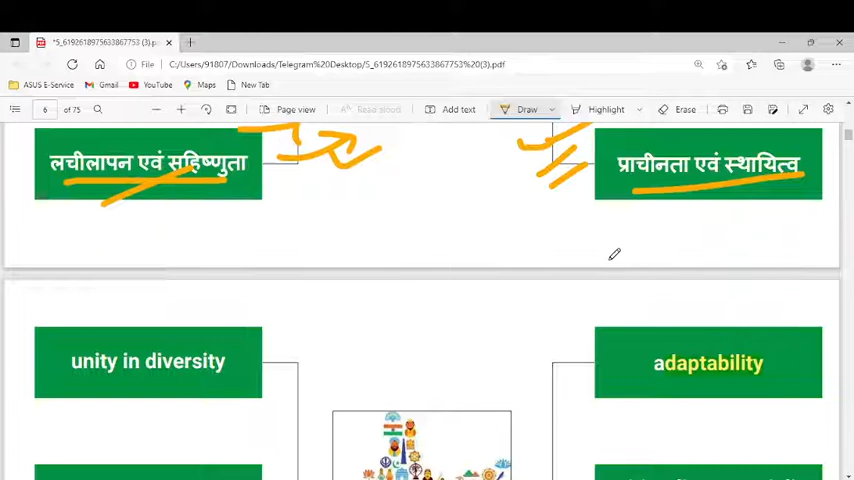 *5_6192618975633867753 (3).pdf
File
C:/Users/91807/Downloads/Telegram%20Desktop/5_6192618975633867753%20(3).pdf
ASUS E-Service
Gmail
YouTube
Maps
New Tab
6 of 75
Page view
Read aloud
Add text
Draw
Highlight
Erase
लचीलापन एवं सहिष्णुता
प्राचीनता एवं स्थायित्व
unity in diversity
adaptability